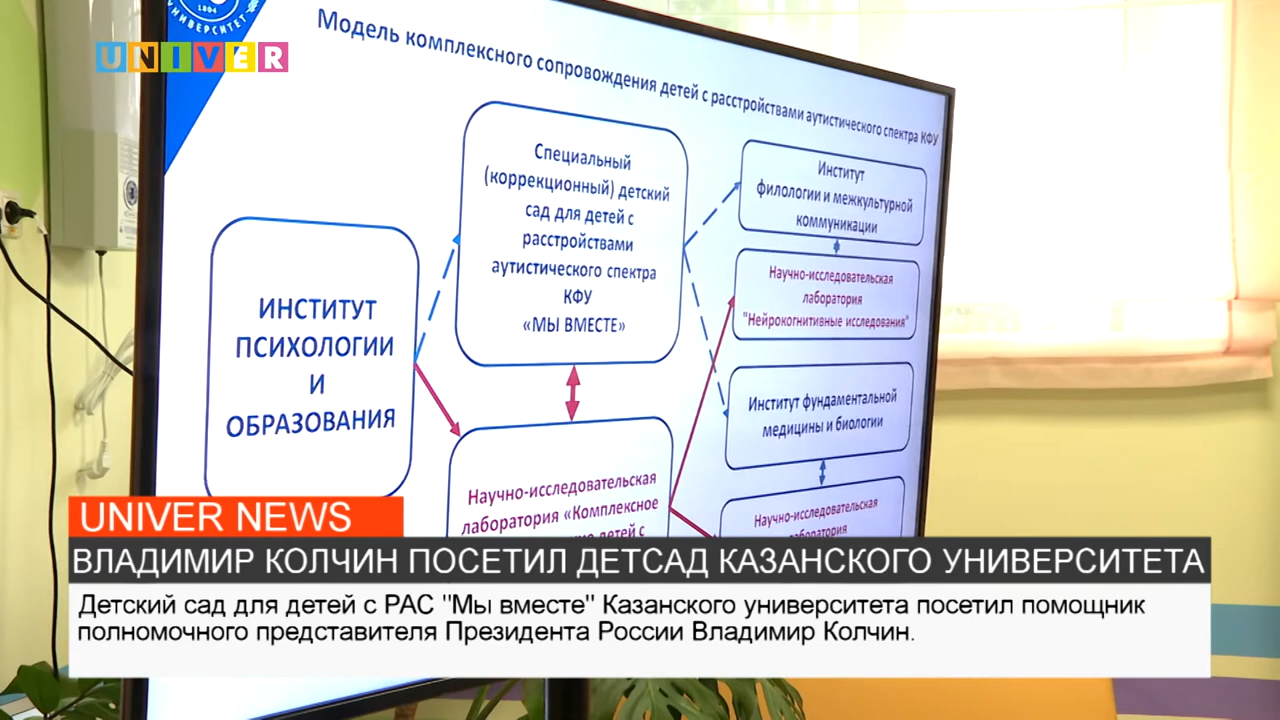 1804
УНИВЕРСИТЕТ
UNIVER
Модель комплексного сопровождения детей с расстройствами аутистического спектра КФУ
ИНСТИТУТ
ПСИХОЛОГИИ
И
ОБРАЗОВАНИЯ
Специальный
(коррекционный) детский
сад для детей с
расстройствами
аутистического спектра
КФУ
«МЫ ВМЕСТЕ»
Научно-исследовательская
лаборатория «Комплексное
детей с
Институт
филологии и межкультурной
коммуникации
Научно-исследовательская
лаборатория
"Нейрокогнитивные исследования"
Институт фундаментальной
медицины и биологии
Научно-исследовательская
лаборатория
UNIVER NEWS
ВЛАДИМИР КОЛЧИН ПОСЕТИЛ ДЕТСАД КАЗАНСКОГО УНИВЕРСИТЕТА
Детский сад для детей с РАС "Мы вместе" Казанского университета посетил помощник
полномочного представителя Президента России Владимир Колчин.